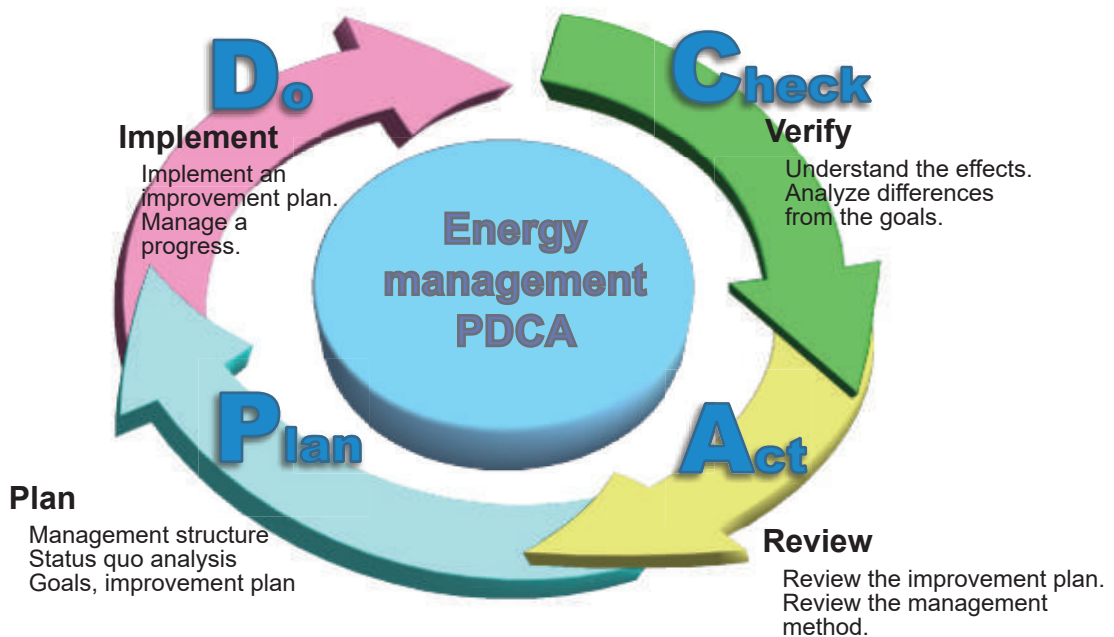 Do
Implement
Implement an
improvement plan.
Manage a
progress.
Check
Verify
Understand the effects.
Analyze differences
from the goals.
Energy
management
PDCA
Plan
Plan
Management structure
Status quo analysis
Goals, improvement plan
Act
Review
Review the improvement plan.
Review the management
method.